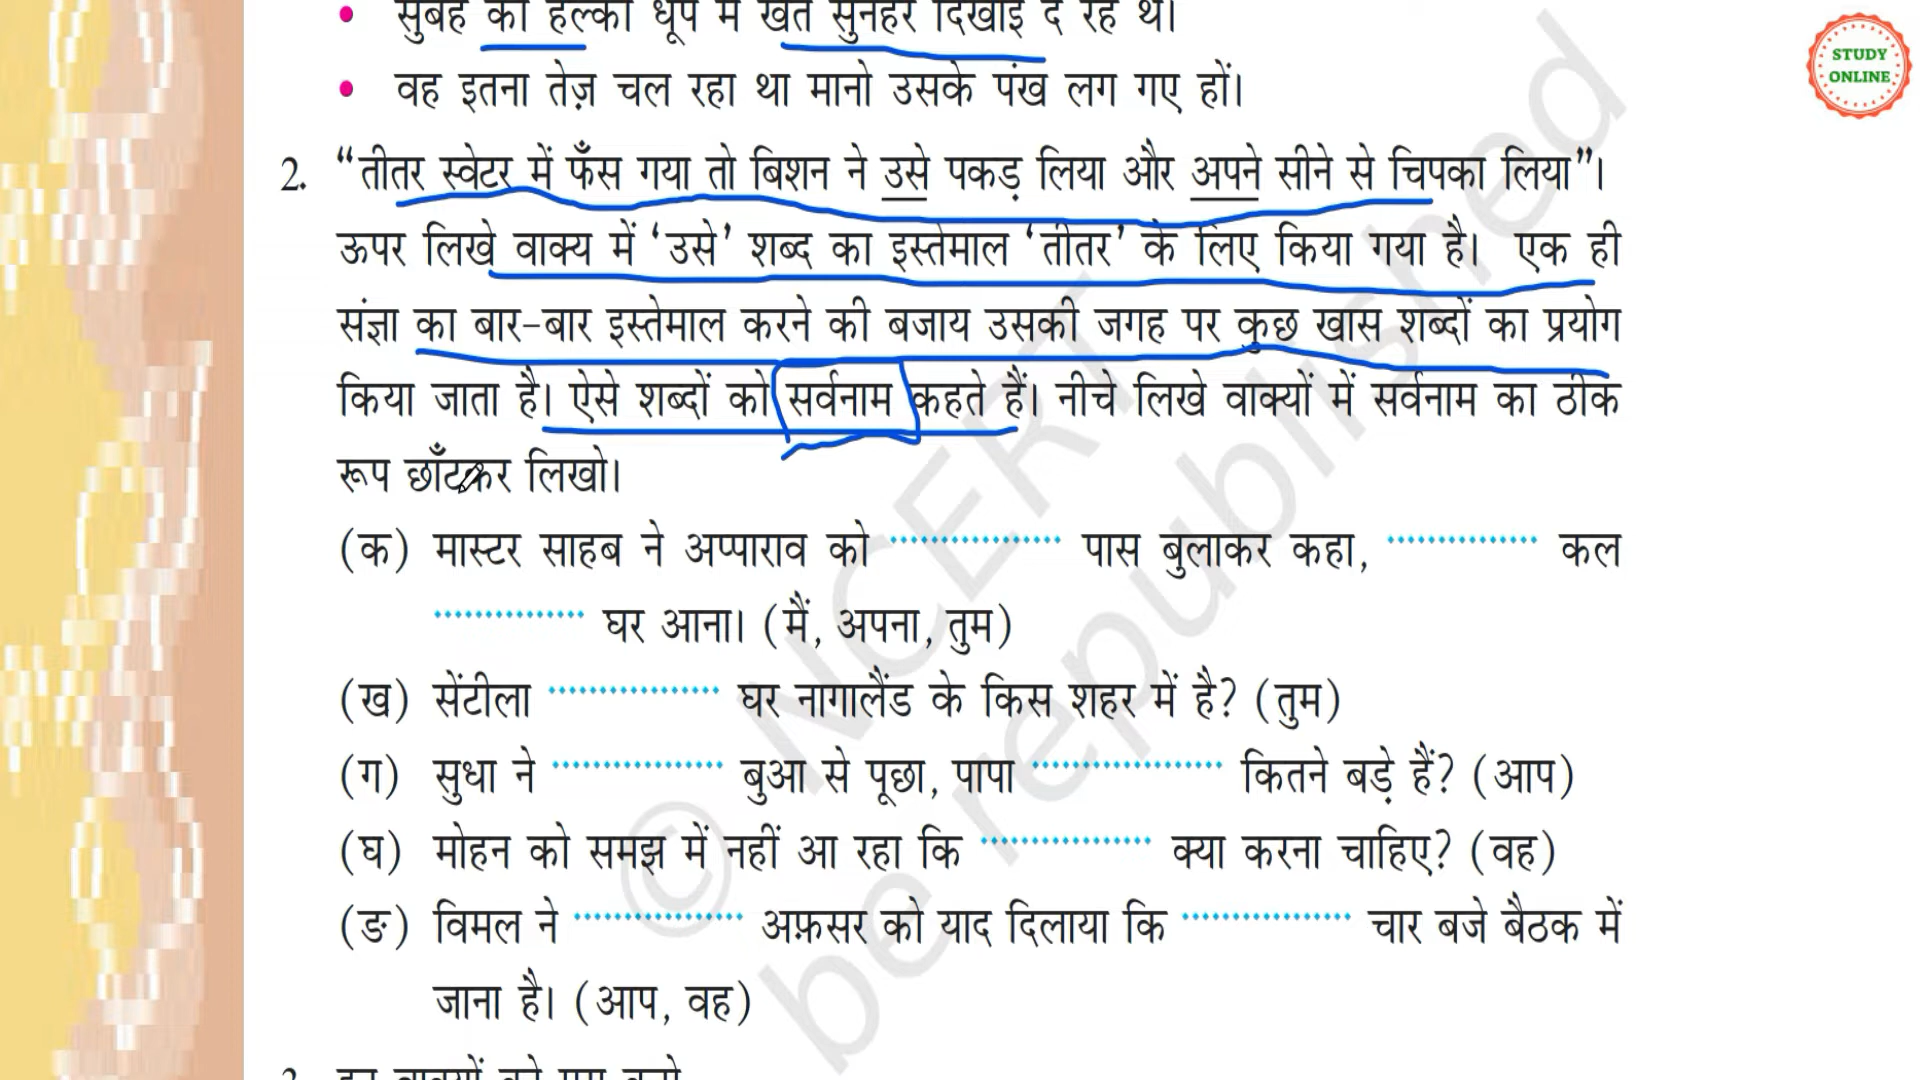 सुबह की हल्की धूप में खेत सुनहरे दिखाई दे रहे थे।
वह इतना तेज़ चल रहा था मानो उसके पंख लग गए हों।
2. “तीतर स्वेटर में फँस गया तो बिशन ने उसे पकड़ लिया और अपने सीने से चिपका लिया”।
ऊपर लिखे वाक्य में ‘उसे’ शब्द का इस्तेमाल ‘तीतर’ के लिए किया गया है। एक ही
संज्ञा का बार-बार इस्तेमाल करने की बजाय उसकी जगह पर कुछ खास शब्दों का प्रयोग
किया जाता है। ऐसे शब्दों को सर्वनाम कहते हैं। नीचे लिखे वाक्यों में सर्वनाम का ठीक
रूप छाँटकर लिखो।
(क) मास्टर साहब ने अप्पाराव को ................. पास बुलाकर कहा, ............... कल
............... घर आना। (मैं, अपना, तुम)
(ख) सेंटीला ................. घर नागालैंड के किस शहर में है? (तुम)
(ग) सुधा ने ................. बुआ से पूछा, पापा ................... कितने बड़े हैं? (आप)
(घ) मोहन को समझ में नहीं आ रहा कि ................. क्या करना चाहिए? (वह)
(ङ) विमल ने ................. अफ़सर को याद दिलाया कि ................. चार बजे बैठक में
जाना है। (आप, वह)
STUDY
ONLINE
© NCERT
be republished